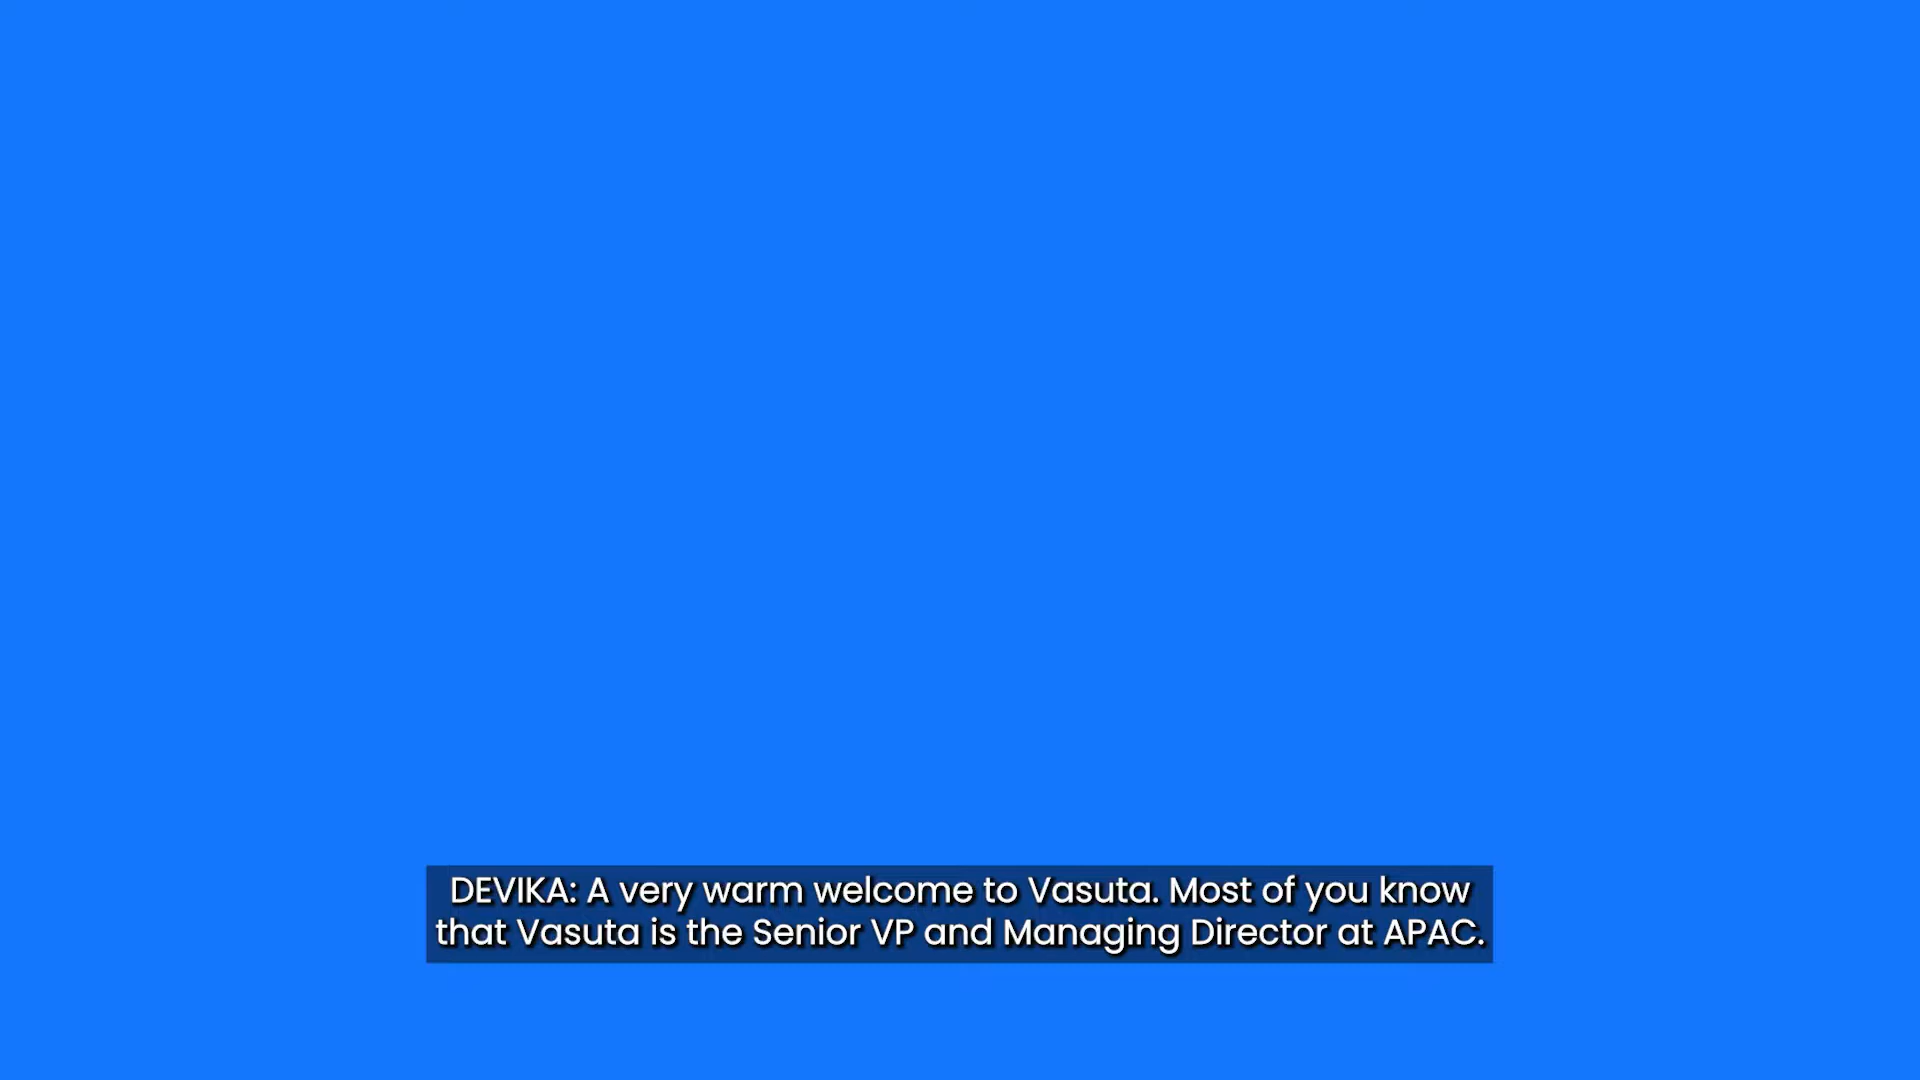 DEVIKA: A very warm welcome to Vasuta. Most of you know
that Vasuta is the Senior VP and Managing Director at APAC.